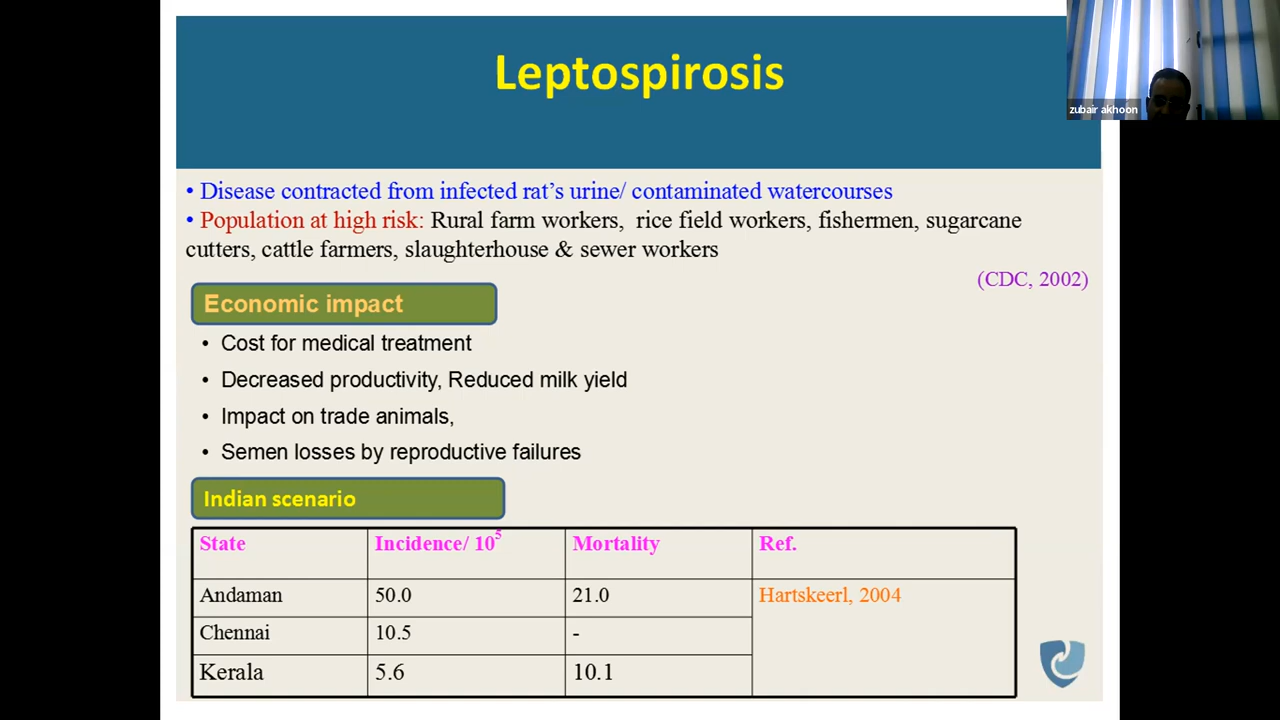 Leptospirosis
zubair akhoon
• Disease contracted from infected rat's urine/ contaminated watercourses
• Population at high risk: Rural farm workers, rice field workers, fishermen, sugarcane
cutters, cattle farmers, slaughterhouse & sewer workers
(CDC, 2002)
Economic impact
• Cost for medical treatment
• Decreased productivity, Reduced milk yield
• Impact on trade animals,
• Semen losses by reproductive failures
Indian scenario
State Incidence/ 10⁵ Mortality Ref.
Andaman 50.0 21.0 Hartskeerl, 2004
Chennai 10.5 -
Kerala 5.6 10.1